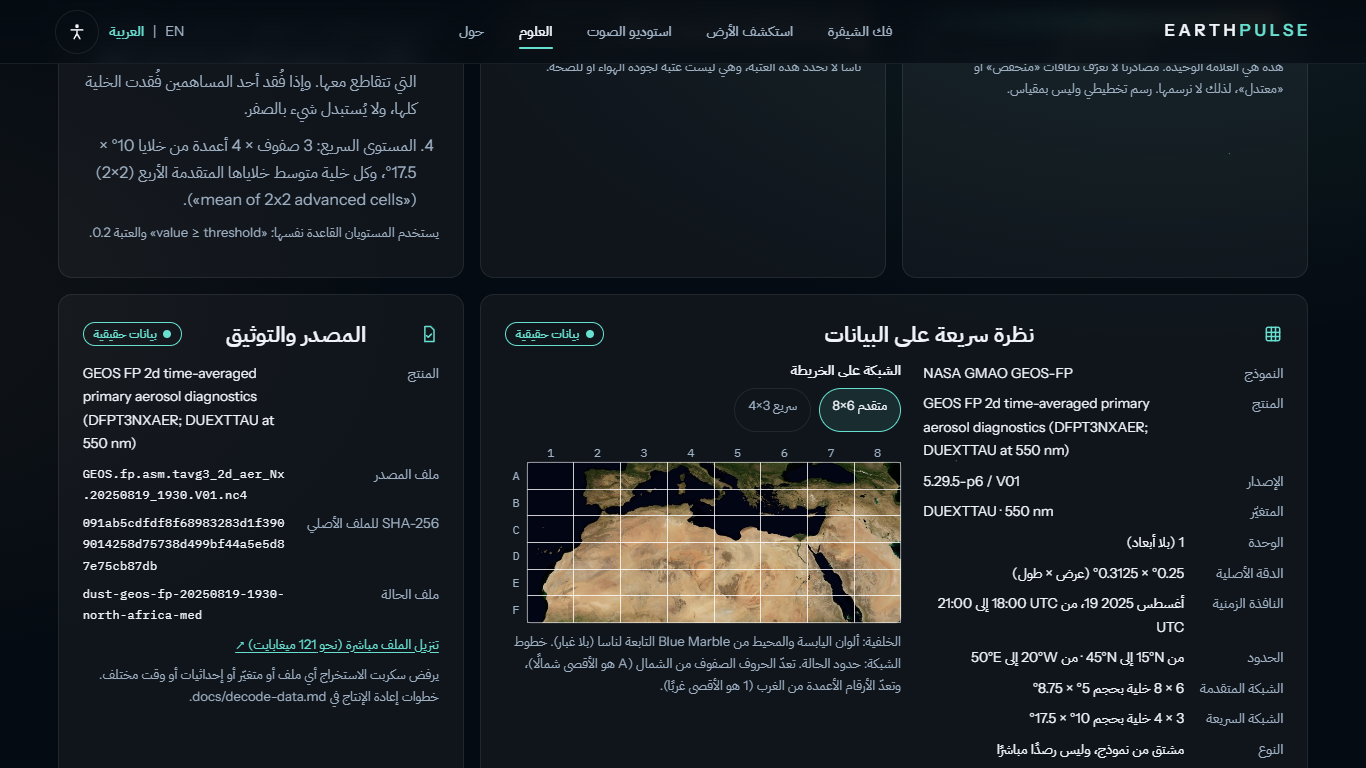 EARTHPULSE
فك الشيفرة
استكشف الأرض
استوديو الصوت
العلوم
حول
العربية | EN
هذه هي العلامة الوحيدة. مصادرنا لا تعرّف نطاقات «منخفض» أو
«معتدل»، لذلك لا نرسمها. رسم تخطيطي وليس بمقياس.
ناسا لا تحدد هذه العتبة، وهي ليست عتبة لجودة الهواء أو للصحة.
التي تتقاطع معها. وإذا فُقد أحد المساهمين فُقدت الخلية
كلها، ولا يُستبدل شيء بالصفر.
4. المستوى السريع: 3 صفوف × 4 أعمدة من خلايا 10° ×
17.5°، وكل خلية متوسط خلاياها المتقدمة الأربع (2×2)
(«mean of 2x2 advanced cells»).
يستخدم المستويان القاعدة نفسها: «value ≥ threshold» والعتبة 0.2.
نظرة سريعة على البيانات
بيانات حقيقية
النموذج
NASA GMAO GEOS-FP
المنتج
GEOS FP 2d time-averaged primary
aerosol diagnostics (DFPT3NXAER;
DUEXTTAU at 550 nm)
الإصدار
5.29.5-p6 / V01
المتغيّر
DUEXTTAU · 550 nm
الوحدة
1 (بلا أبعاد)
الدقة الأصلية
0.25° × 0.3125° (عرض × طول)
النافذة الزمنية
أغسطس 2025 19، من 18:00 UTC إلى 21:00
UTC
الحدود
من 15°N إلى 45°N · من 20°W إلى 50°E
الشبكة المتقدمة
6 × 8 خلية بحجم 5° × 8.75°
الشبكة السريعة
3 × 4 خلية بحجم 10° × 17.5°
النوع
مشتق من نموذج، وليس رصدًا مباشرًا
الشبكة على الخريطة
متقدم 6×8
سريع 3×4
1 2 3 4 5 6 7 8
A
B
C
D
E
F
الخلفية: ألوان اليابسة والمحيط من Blue Marble التابعة لناسا (بلا غبار). خطوط
الشبكة: حدود الحالة. تعدّ الحروف الصفوف من الشمال (A هو الأقصى شمالًا)،
وتعدّ الأرقام الأعمدة من الغرب (1 هو الأقصى غربًا).
المصدر والتوثيق
بيانات حقيقية
المنتج
GEOS FP 2d time-averaged
primary aerosol diagnostics
(DFPT3NXAER; DUEXTTAU at
550 nm)
ملف المصدر
GEOS.fp.asm.tavg3_2d_aer_Nx
.20250819_1930.V01.nc4
SHA-256 للملف الأصلي
091ab5cdfdf8f68983283d1f390
9014258d75738d499bf44a5e5d8
7e75cb87db
ملف الحالة
dust-geos-fp-20250819-1930-
north-africa-med
تنزيل الملف مباشرة (نحو 121 ميغابايت) ↗
يرفض سكربت الاستخراج أي ملف أو متغيّر أو إحداثيات أو وقت مختلف.
خطوات إعادة الإنتاج في docs/decode-data.md.